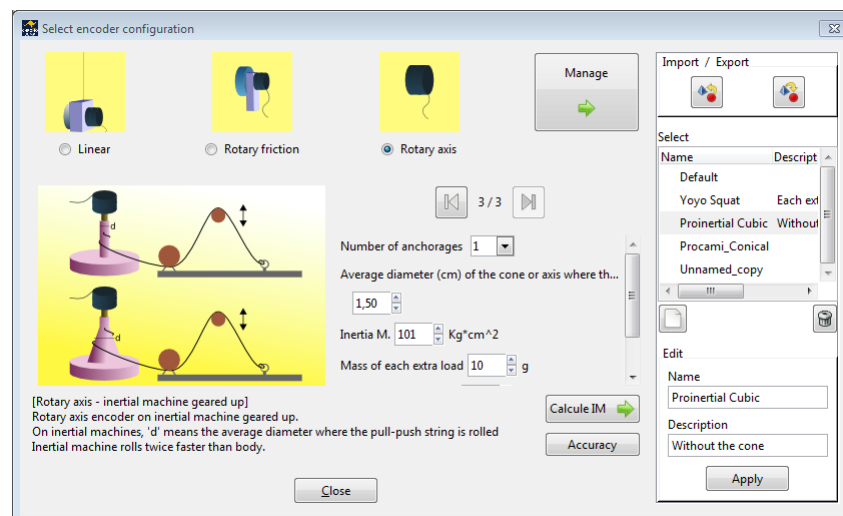 Select encoder configuration
Linear
Rotary friction
Rotary axis
Manage
3 / 3
d
d
Number of anchorages 1
Average diameter (cm) of the cone or axis where th...
1,50
Inertia M. 101 Kg*cm^2
Mass of each extra load 10 g
[Rotary axis - inertial machine geared up]
Rotary axis encoder on inertial machine geared up.
On inertial machines, 'd' means the average diameter where the pull-push string is rolled
Inertial machine rolls twice faster than body.
Calcule IM
Accuracy
Close
Import / Export
Select
Name Descript
Default
Yoyo Squat Each ext
Proinertial Cubic Without
Procami_Conical
Unnamed_copy
Edit
Name
Proinertial Cubic
Description
Without the cone
Apply